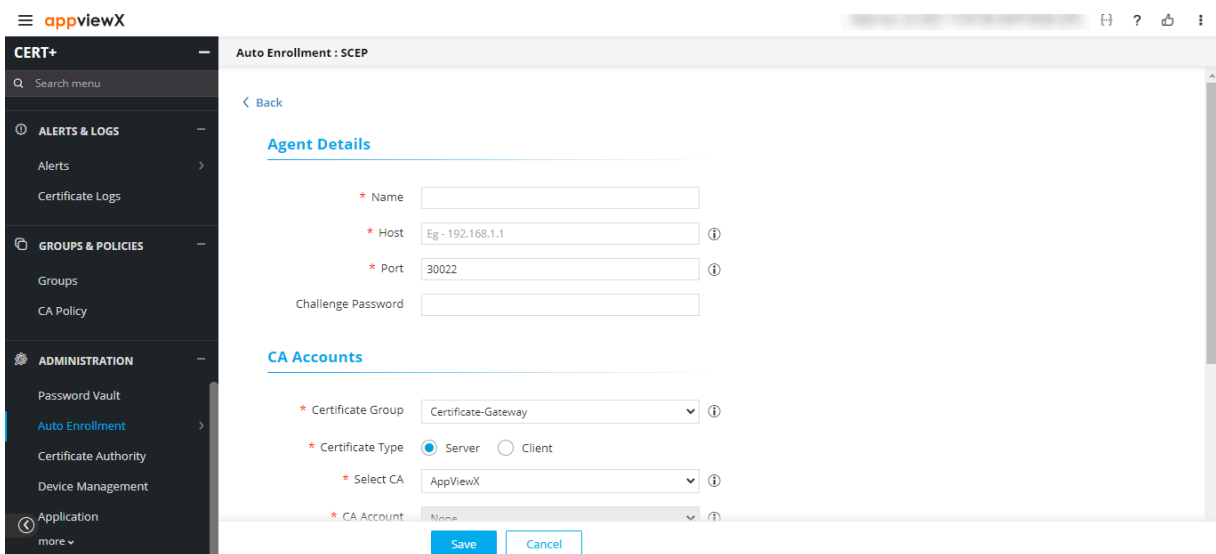 appviewX
?
CERT+
Auto Enrollment : SCEP
Search menu
Back
ALERTS & LOGS
Alerts
Certificate Logs
GROUPS & POLICIES
Groups
CA Policy
ADMINISTRATION
Password Vault
Auto Enrollment
Certificate Authority
Device Management
Application
more
Agent Details
* Name
* Host Eg - 192.168.1.1
* Port 30022
Challenge Password
CA Accounts
* Certificate Group Certificate-Gateway
* Certificate Type Server Client
* Select CA AppViewX
* CA Account None
Save Cancel